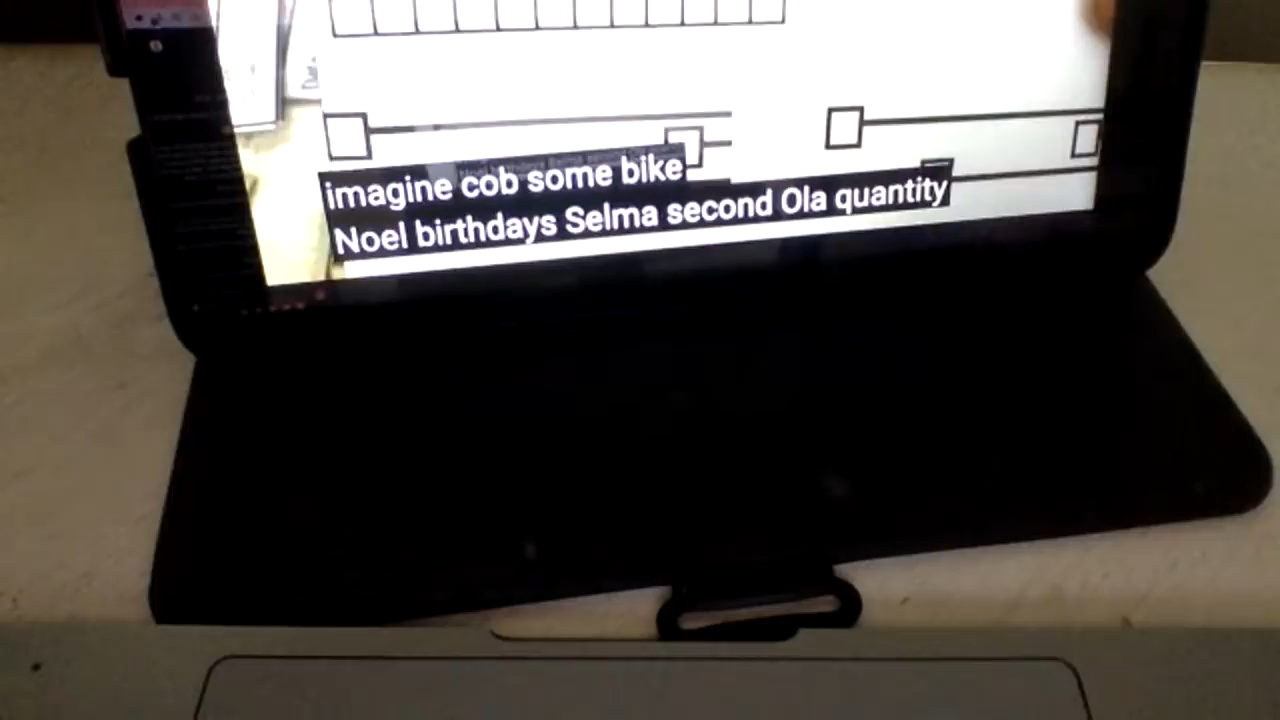 imagine cob some bike
Noel birthdays Selma second Ola quantity